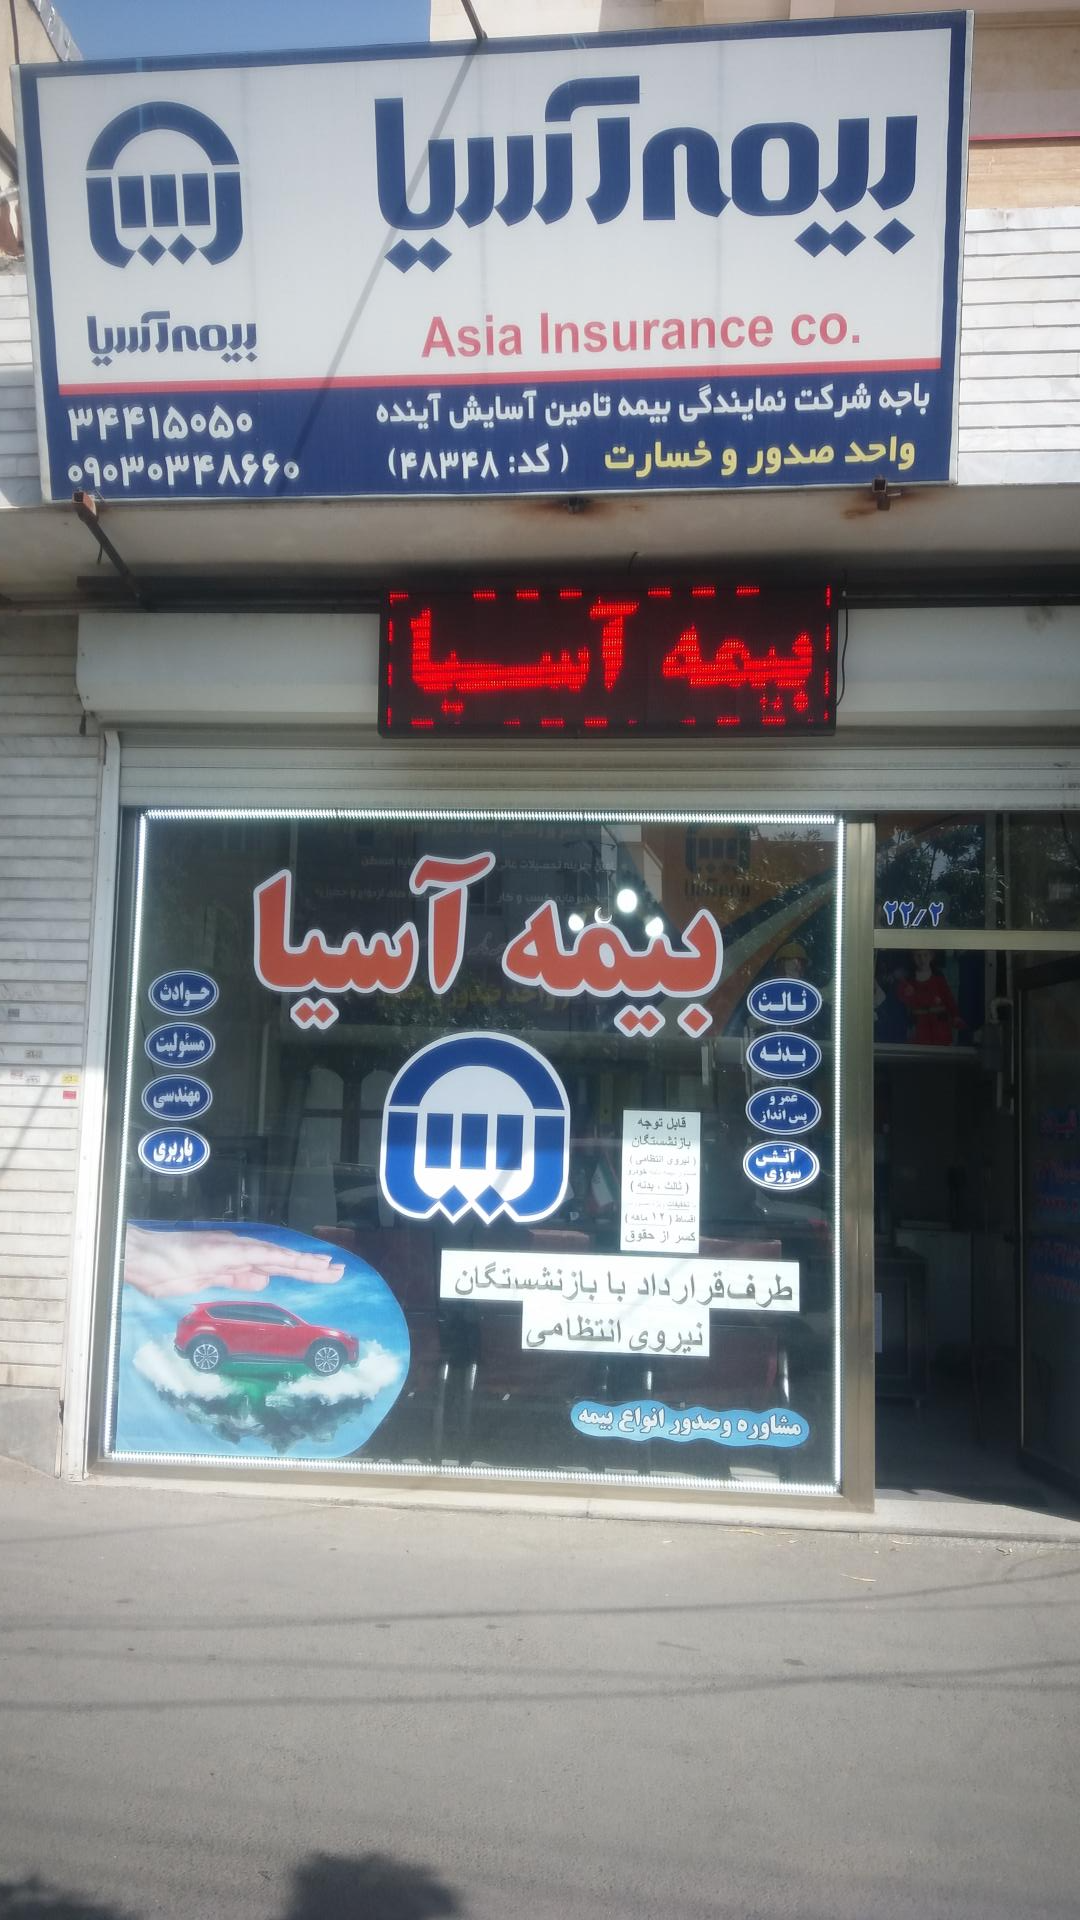 بیمه آسیا
بیمه آسیا
Asia Insurance co.
باجه شرکت نمایندگی بیمه تامین آسایش آینده
واحد صدور و خسارت (کد: ۴۸۳۴۸)
۳۴۴۱۵۰۵۰
۰۹۰۳۰۳۴۸۶۶۰
بیمه آسیا
بیمه آسیا
۲۲/۲
ثالث
بدنه
عمر و
پس انداز
آتش
سوزی
حوادث
مسئولیت
مهندسی
باربری
قابل توجه
بازنشستگان
(نیروی انتظامی)
خودرو
(ثالث ، بدنه)
اقساط (۱۲ ماهه)
کسر از حقوق
طرف قرارداد با بازنشستگان
نیروی انتظامی
مشاوره وصدور انواع بیمه